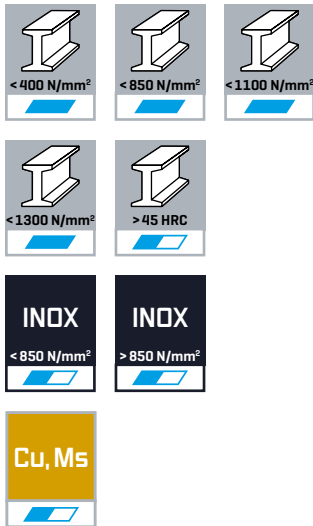 <400 N/mm² <850 N/mm² <1100 N/mm²
<1300 N/mm² >45 HRC
INOX INOX
<850 N/mm² >850 N/mm²
Cu, Ms